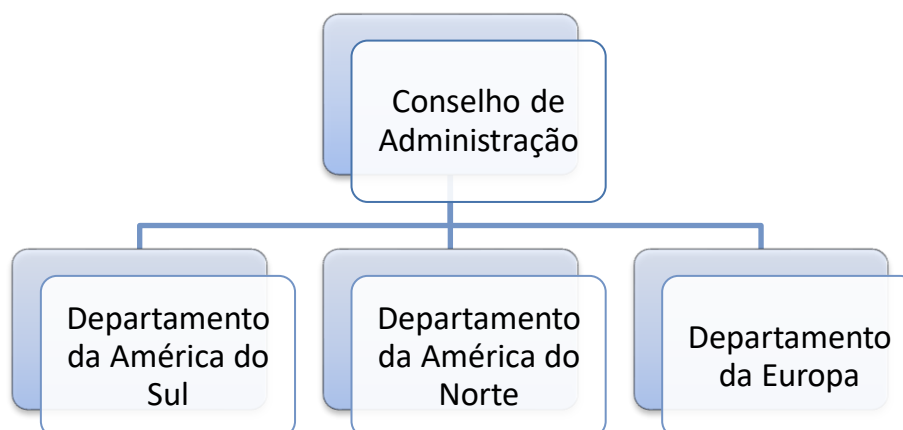 Conselho de
Administração
Departamento
da América do
Sul
Departamento
da América do
Norte
Departamento
da Europa